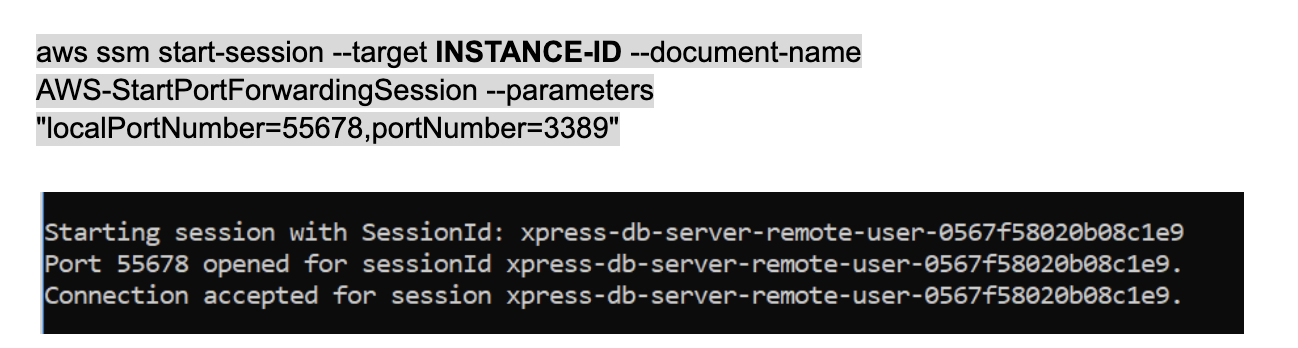 aws ssm start-session --target INSTANCE-ID --document-name
AWS-StartPortForwardingSession --parameters
"localPortNumber=55678,portNumber=3389"
Starting session with SessionId: xpress-db-server-remote-user-0567f58020b08c1e9
Port 55678 opened for sessionId xpress-db-server-remote-user-0567f58020b08c1e9.
Connection accepted for session xpress-db-server-remote-user-0567f58020b08c1e9.